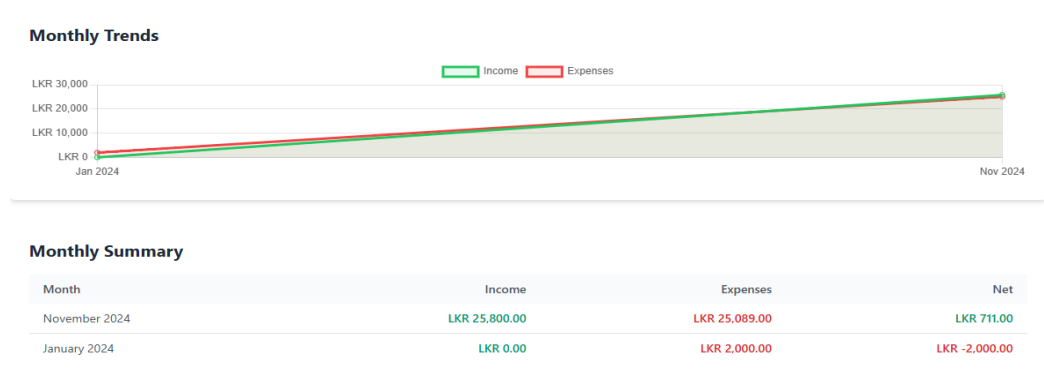 Monthly Trends
Income Expenses
LKR 30,000
LKR 20,000
LKR 10,000
LKR 0
Jan 2024 Nov 2024
Monthly Summary
Month Income Expenses Net
November 2024 LKR 25,800.00 LKR 25,089.00 LKR 711.00
January 2024 LKR 0.00 LKR 2,000.00 LKR -2,000.00